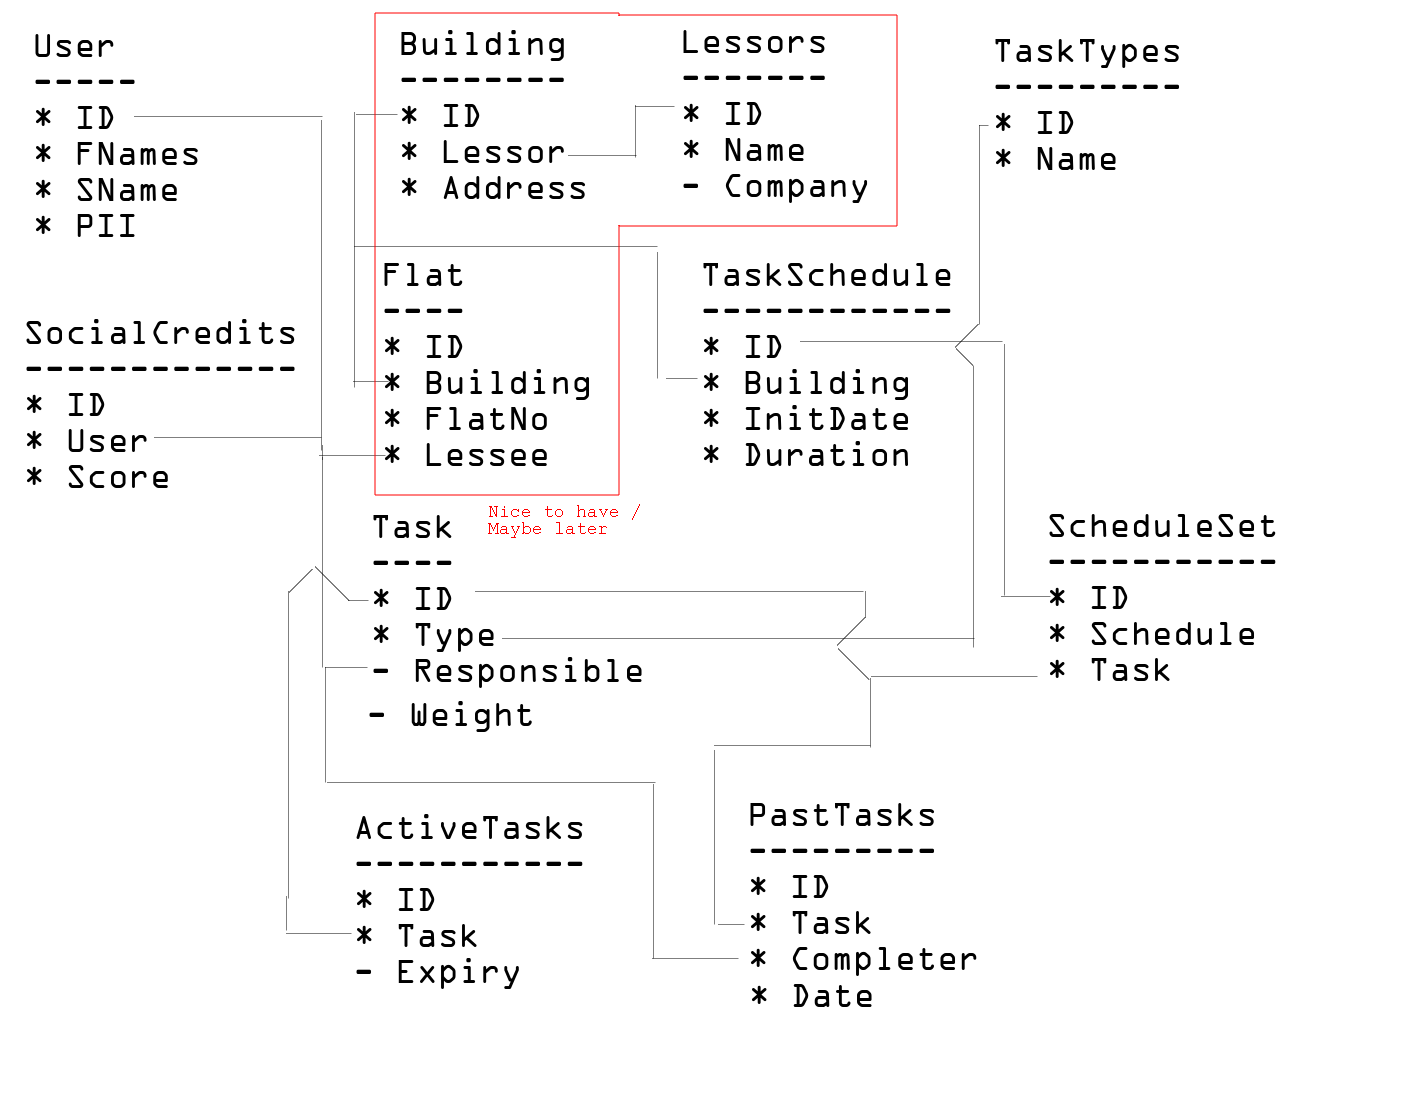 User
-----
* ID
* FNames
* SName
* PII
Building
--------
* ID
* Lessor
* Address
Lessors
-------
* ID
* Name
- Company
TaskTypes
---------
* ID
* Name
SocialCredits
-------------
* ID
* User
* Score
Flat
----
* ID
* Building
* FlatNo
* Lessee
TaskSchedule
------------
* ID
* Building
* InitDate
* Duration
Nice to have /
Maybe later
Task
----
* ID
* Type
- Responsible
- Weight
ScheduleSet
-----------
* ID
* Schedule
* Task
ActiveTasks
-----------
* ID
* Task
- Expiry
PastTasks
---------
* ID
* Task
* Completer
* Date